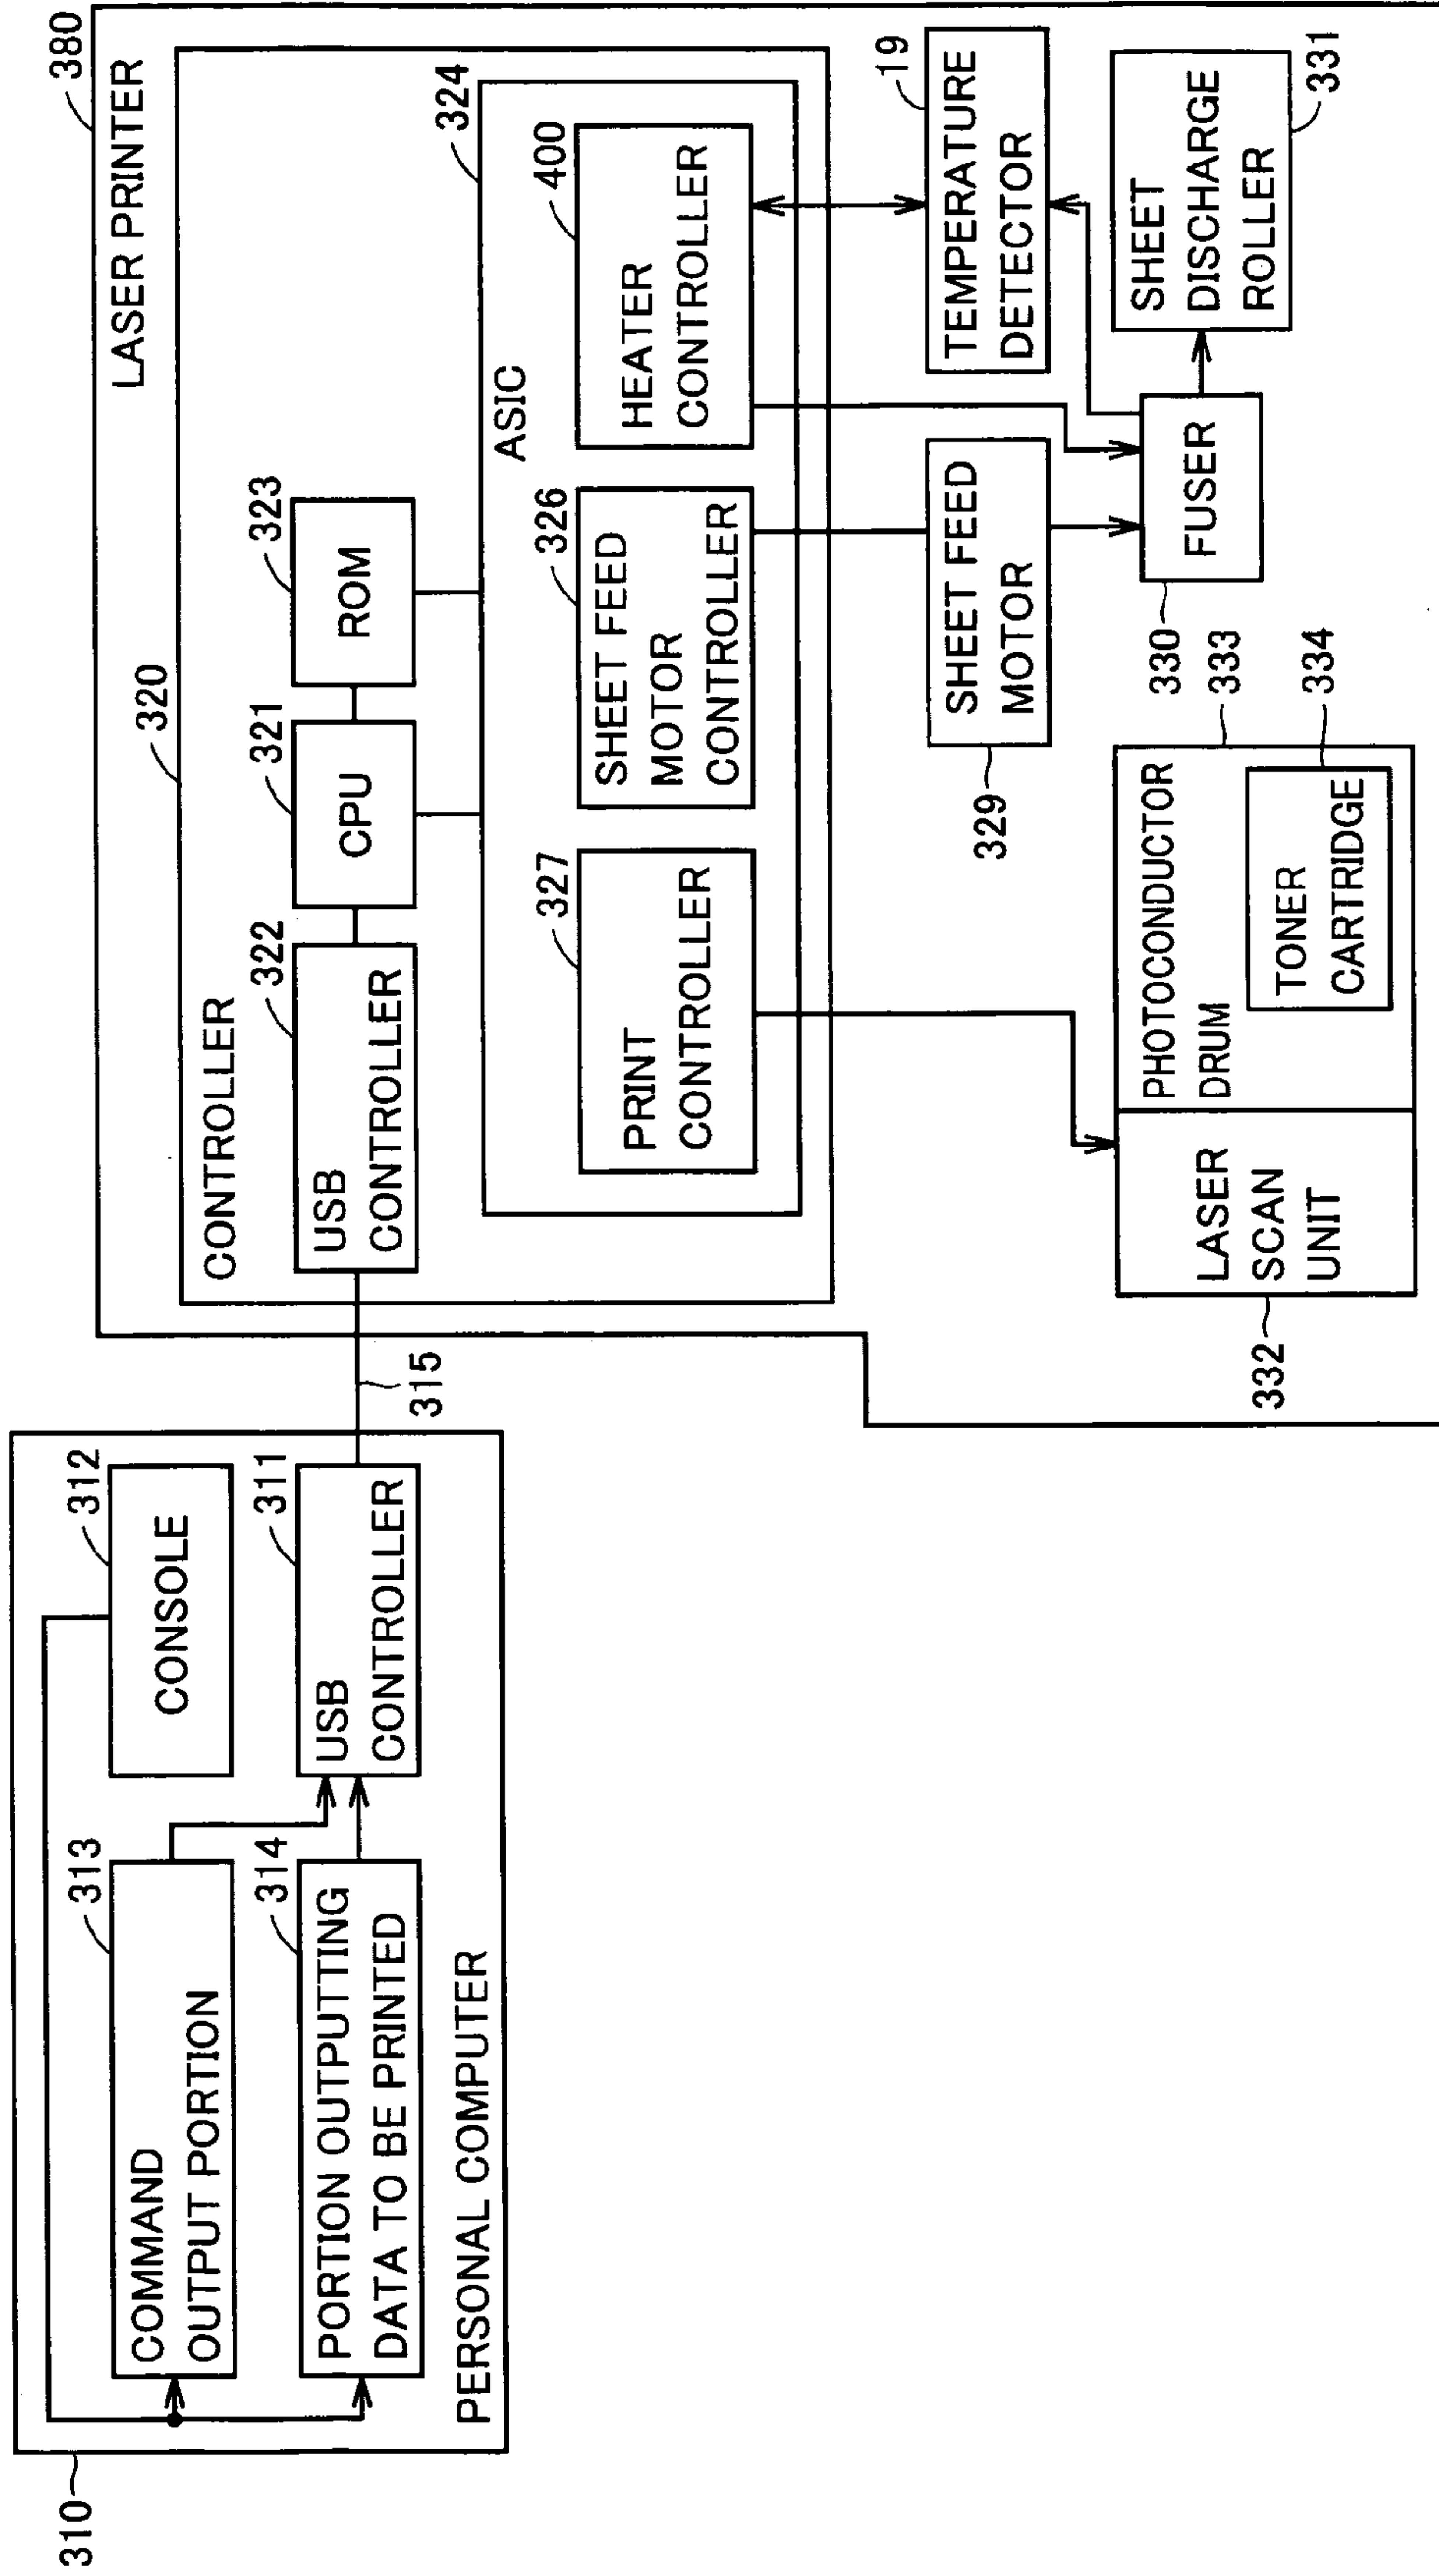 310
PERSONAL COMPUTER
313
COMMAND
OUTPUT PORTION
312
CONSOLE
314
PORTION OUTPUTTING
DATA TO BE PRINTED
311
USB
CONTROLLER
315
380
LASER PRINTER
320
CONTROLLER
322
USB
CONTROLLER
321
CPU
323
ROM
324
ASIC
327
PRINT
CONTROLLER
326
SHEET FEED
MOTOR
CONTROLLER
400
HEATER
CONTROLLER
329
SHEET FEED
MOTOR
19
TEMPERATURE
DETECTOR
330
FUSER
SHEET
DISCHARGE
ROLLER
331
332
LASER
SCAN
UNIT
333
PHOTOCONDUCTOR
DRUM
334
TONER
CARTRIDGE